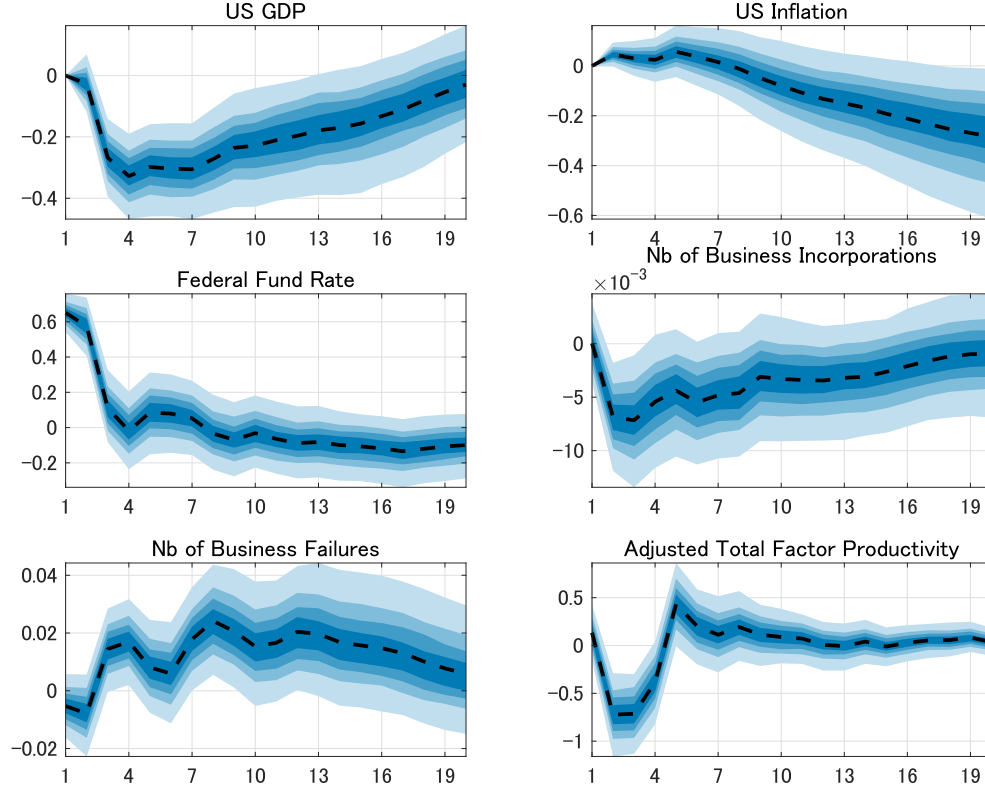 US GDP
0
−0.2
−0.4
1 4 7 10 13 16 19
US Inflation
0
−0.2
−0.4
−0.6
1 4 7 10 13 16 19
Federal Fund Rate
0.6
0.4
0.2
0
−0.2
1 4 7 10 13 16 19
Nb of Business Incorporations
×10⁻³
0
−5
−10
1 4 7 10 13 16 19
Nb of Business Failures
0.04
0.02
0
−0.02
1 4 7 10 13 16 19
Adjusted Total Factor Productivity
0.5
0
−0.5
−1
1 4 7 10 13 16 19